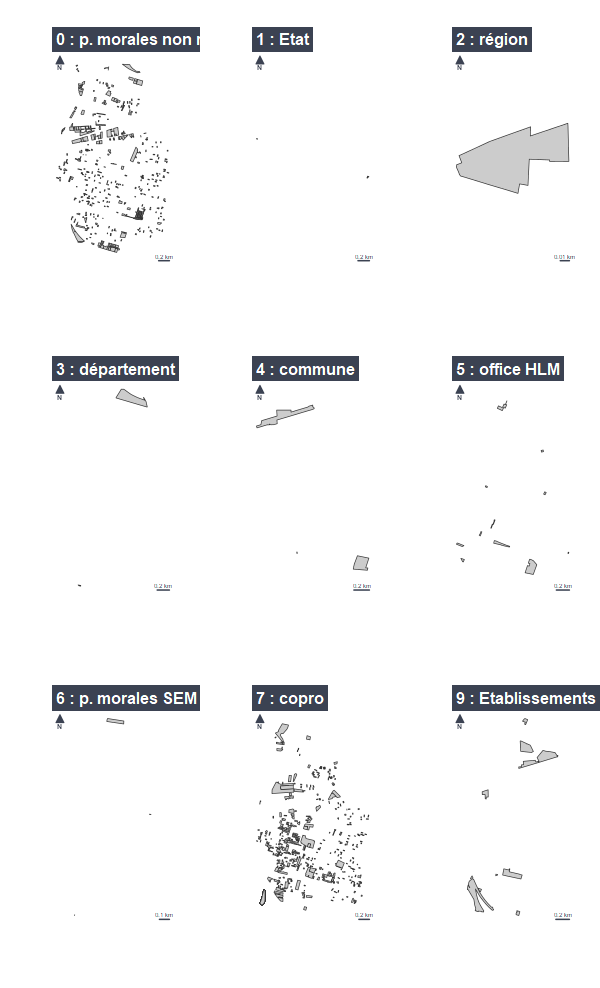 0 : p. morales non r
1 : Etat
2 : région
N
N
N
0.2 km
0.2 km
0.01 km
3 : département
4 : commune
5 : office HLM
N
N
N
0.2 km
0.2 km
0.2 km
6 : p. morales SEM
7 : copro
9 : Etablissements
N
N
N
0.1 km
0.2 km
0.2 km